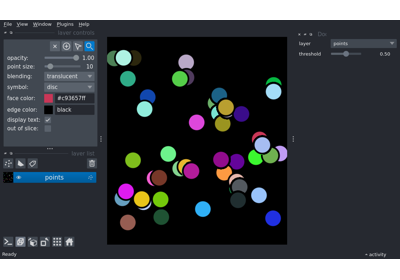 File View Window Plugins Help
layer controls
opacity: 1.00
point size: 10
blending: translucent
symbol: disc
face color: #c93657ff
edge color: black
display text:
out of slice:
layer list
points
Ready
layer points
threshold 0.50
activity